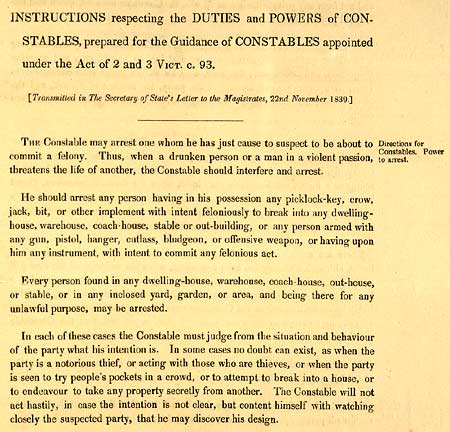 INSTRUCTIONS respecting the DUTIES and POWERS of CON-
STABLES, prepared for the Guidance of CONSTABLES appointed
under the Act of 2 and 3 VICT. c. 93.
[Transmitted in The Secretary of State's Letter to the Magistrates, 22nd November 1839.]
THE Constable may arrest one whom he has just cause to suspect to be about to
commit a felony. Thus, when a drunken person or a man in a violent passion,
threatens the life of another, the Constable should interfere and arrest.
Directions for
Constables. Power
to arrest.
He should arrest any person having in his possession any picklock-key, crow,
jack, bit, or other implement with intent feloniously to break into any dwelling-
house, warehouse, coach-house, stable or out-building, or any person armed with
any gun, pistol, hanger, cutlass, bludgeon, or offensive weapon, or having upon
him any instrument, with intent to commit any felonious act.
Every person found in any dwelling-house, warehouse, coach-house, out-house,
or stable, or in any inclosed yard, garden, or area, and being there for any
unlawful purpose, may be arrested.
In each of these cases the Constable must judge from the situation and behaviour
of the party what his intention is. In some cases no doubt can exist, as when the
party is a notorious thief, or acting with those who are thieves, or when the party
is seen to try people's pockets in a crowd, or to attempt to break into a house, or
to endeavour to take any property secretly from another. The Constable will not
act hastily, in case the intention is not clear, but content himself with watching
closely the suspected party, that he may discover his design.